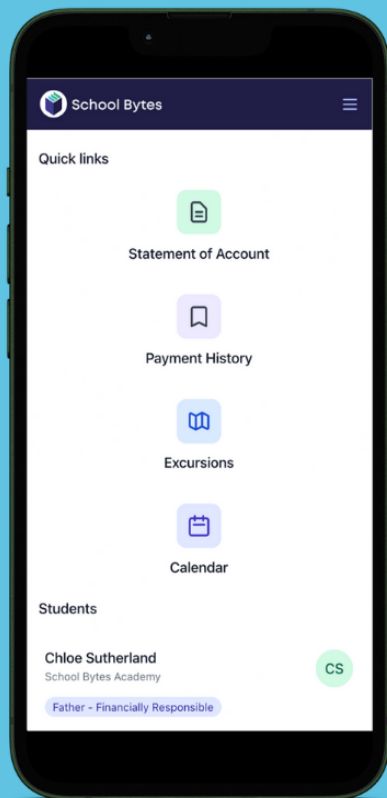 School Bytes
Quick links
Statement of Account
Payment History
Excursions
Calendar
Students
Chloe Sutherland
School Bytes Academy
CS
Father - Financially Responsible